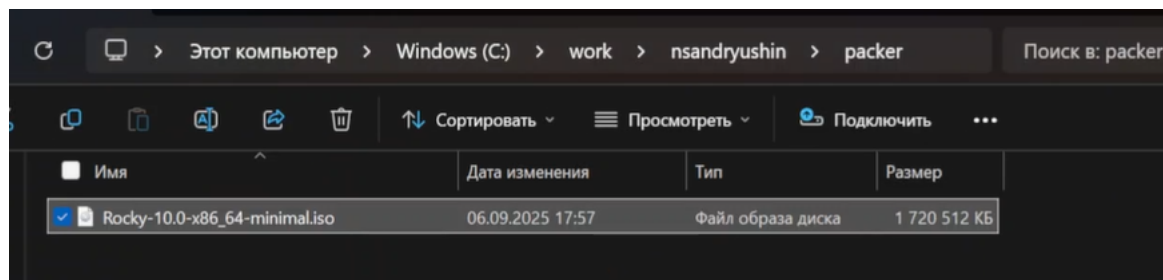 Этот компьютер > Windows (C:) > work > nsandryushin > packer Поиск в: packer
Сортировать Просмотреть Подключить •••
Имя Дата изменения Тип Размер
Rocky-10.0-x86_64-minimal.iso 06.09.2025 17:57 Файл образа диска 1 720 512 КБ